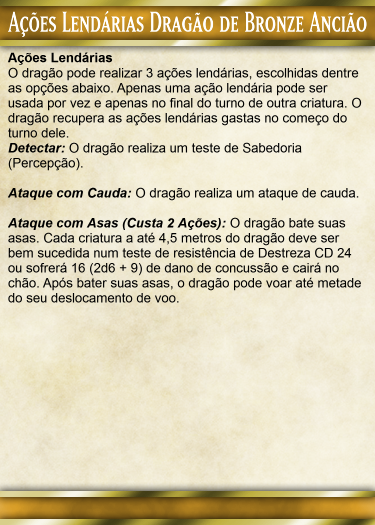 Ações Lendárias Dragão de Bronze Ancião
Ações Lendárias
O dragão pode realizar 3 ações lendárias, escolhidas dentre
as opções abaixo. Apenas uma ação lendária pode ser
usada por vez e apenas no final do turno de outra criatura. O
dragão recupera as ações lendárias gastas no começo do
turno dele.
Detectar: O dragão realiza um teste de Sabedoria
(Percepção).
Ataque com Cauda: O dragão realiza um ataque de cauda.
Ataque com Asas (Custa 2 Ações): O dragão bate suas
asas. Cada criatura a até 4,5 metros do dragão deve ser
bem sucedida num teste de resistência de Destreza CD 24
ou sofrerá 16 (2d6 + 9) de dano de concussão e cairá no
chão. Após bater suas asas, o dragão pode voar até metade
do seu deslocamento de voo.